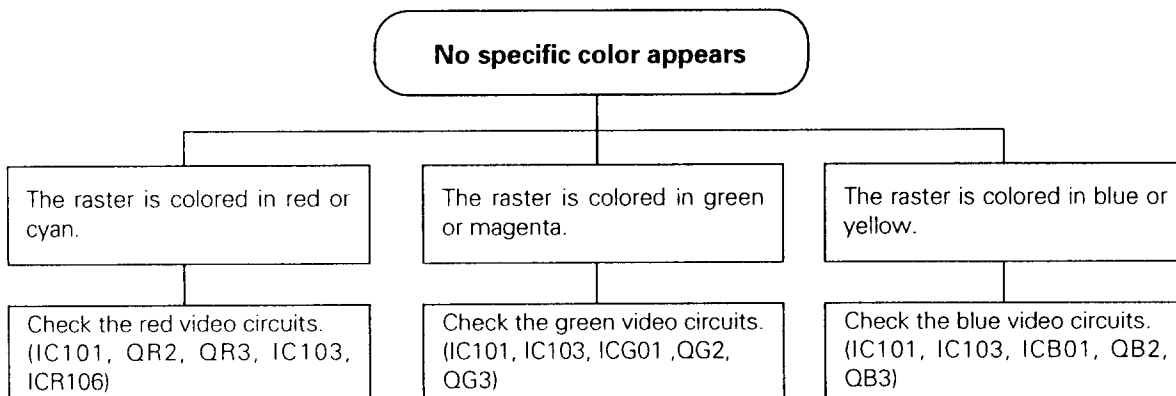 No specific color appears
The raster is colored in red or
cyan.
The raster is colored in green
or magenta.
The raster is colored in blue or
yellow.
Check the red video circuits.
(IC101, QR2, QR3, IC103,
ICR106)
Check the green video circuits.
(IC101, IC103, ICG01 ,QG2,
QG3)
Check the blue video circuits.
(IC101, IC103, ICB01, QB2,
QB3)